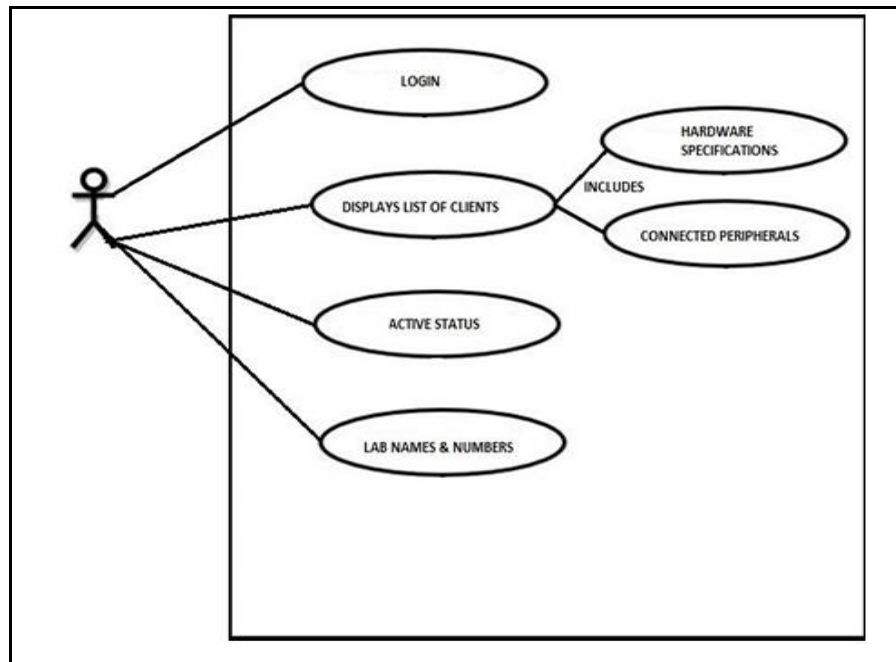 LOGIN
HARDWARE
SPECIFICATIONS
INCLUDES
DISPLAYS LIST OF CLIENTS
CONNECTED PERIPHERALS
ACTIVE STATUS
LAB NAMES & NUMBERS